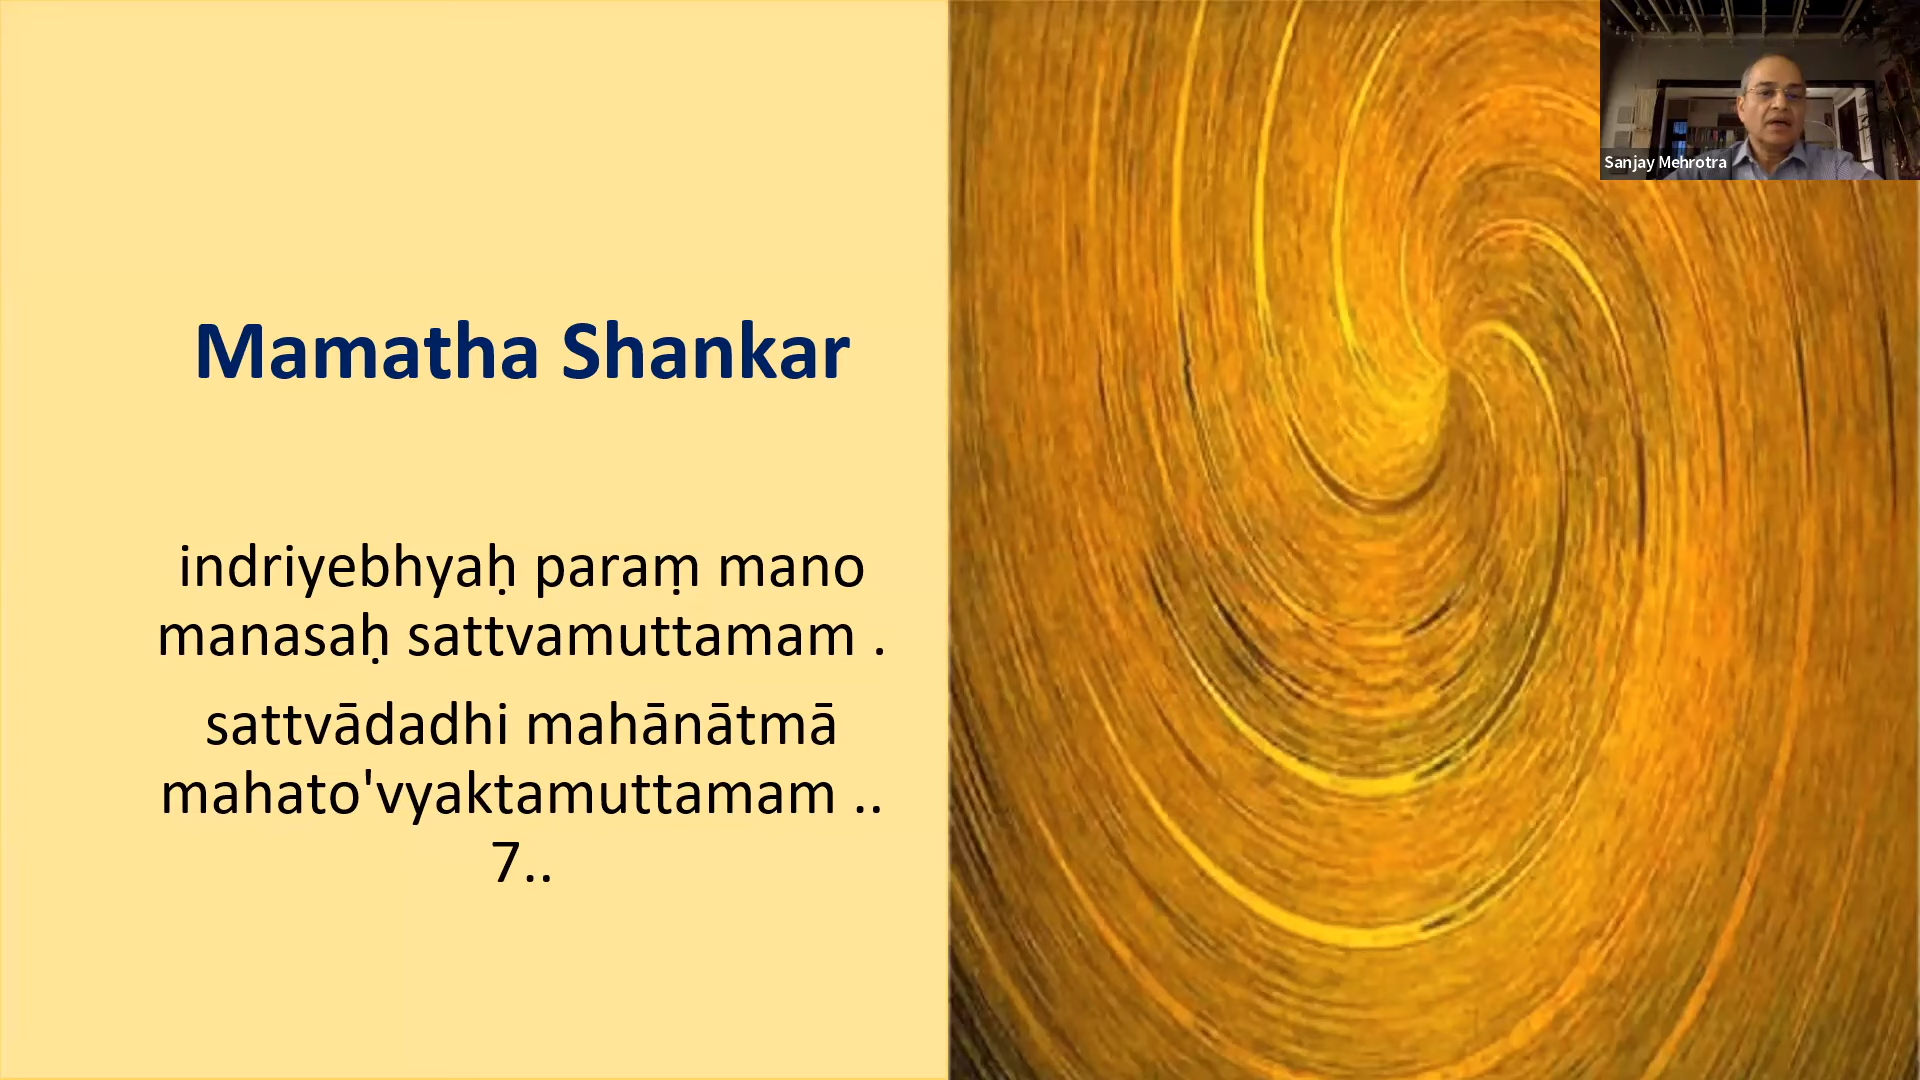 Mamatha Shankar
indriyebhyaḥ paraṃ mano
manasaḥ sattvamuttamam .
sattvādadhi mahānātmā
mahato'vyaktamuttamam ..
7..
Sanjay Mehrotra